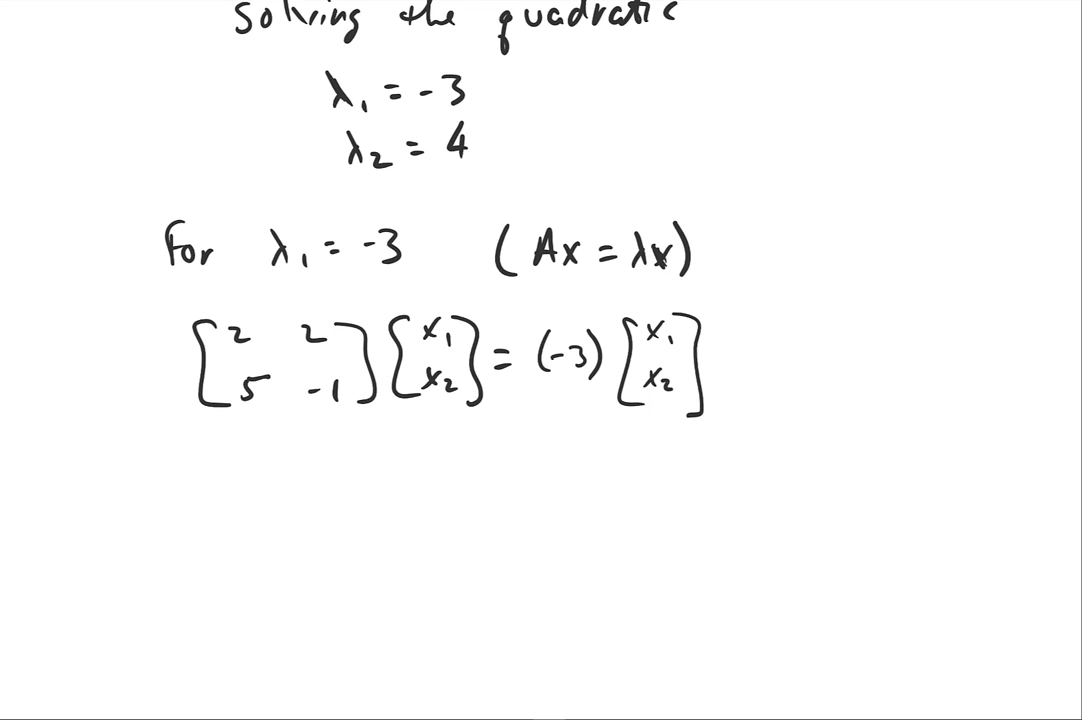 Solving the quadratic
λ₁ = -3
λ₂ = 4
For λ₁ = -3 (Ax = λx)
[2 2; 5 -1] [x₁; x₂] = (-3) [x₁; x₂]